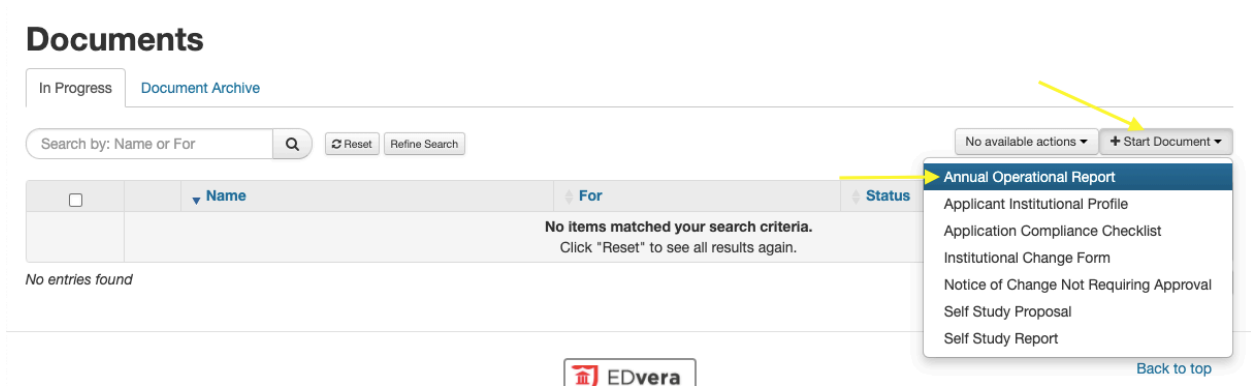 Documents
In Progress Document Archive
Search by: Name or For Reset Refine Search No available actions + Start Document
Name For Status
No items matched your search criteria.
Click "Reset" to see all results again.
No entries found
Annual Operational Report
Applicant Institutional Profile
Application Compliance Checklist
Institutional Change Form
Notice of Change Not Requiring Approval
Self Study Proposal
Self Study Report
EDvera
Back to top